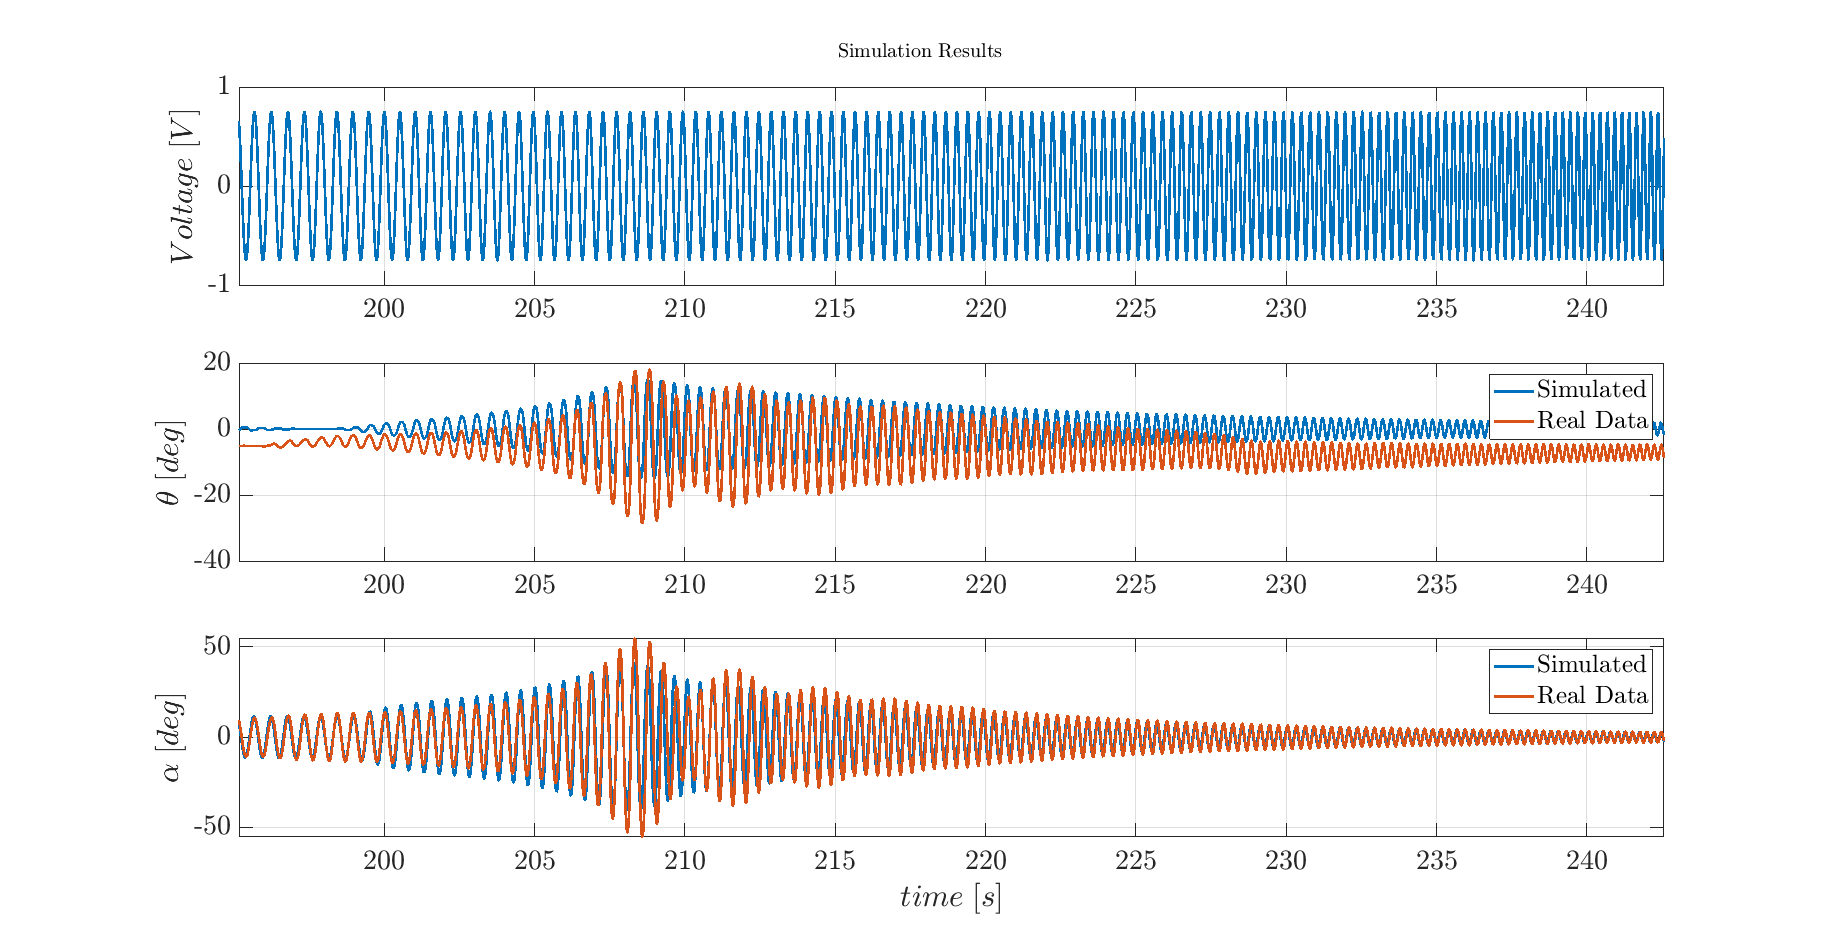 Simulation Results
1
0
-1
Voltage [V]
200 205 210 215 220 225 230 235 240
20
0
-20
-40
θ [deg]
Simulated
Real Data
200 205 210 215 220 225 230 235 240
50
0
-50
α [deg]
Simulated
Real Data
200 205 210 215 220 225 230 235 240
time [s]